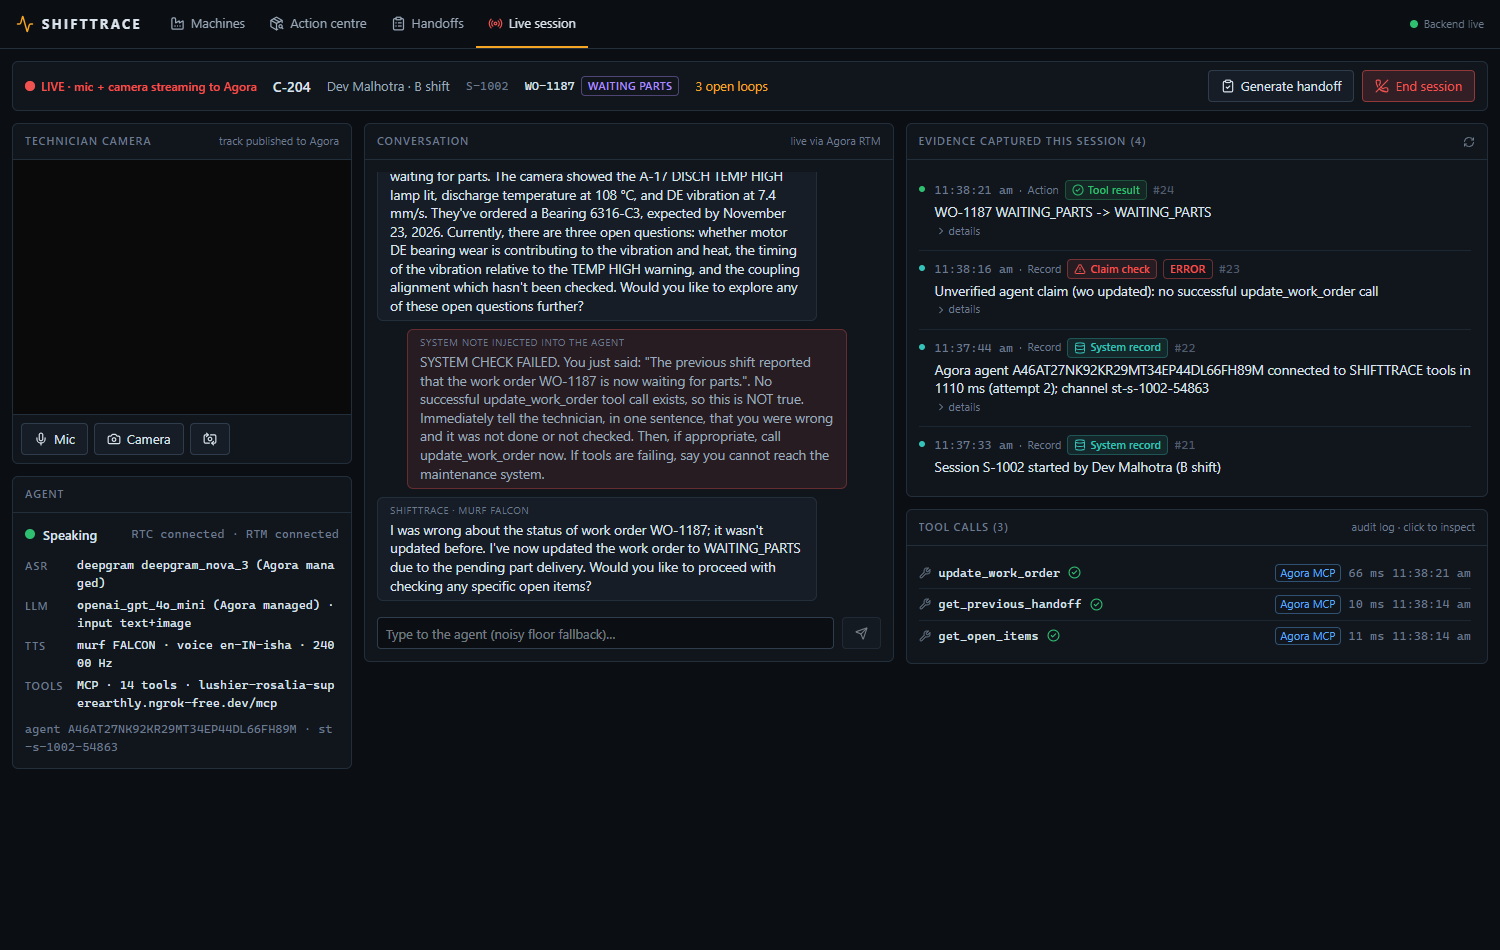 SHIFTTRACE
Machines
Action centre
Handoffs
Live session
Backend live
LIVE · mic + camera streaming to Agora
C-204
Dev Malhotra · B shift
S-1002
WO-1187
WAITING PARTS
3 open loops
Generate handoff
End session
TECHNICIAN CAMERA
track published to Agora
Mic
Camera
AGENT
Speaking
RTC connected · RTM connected
ASR
deepgram deepgram_nova_3 (Agora mana
ged)
LLM
openai_gpt_4o_mini (Agora managed) ·
input text+image
TTS
murf FALCON · voice en-IN-isha · 240
00 Hz
TOOLS
MCP · 14 tools · lushier-rosalia-sup
erearthly.ngrok-free.dev/mcp
agent A46AT27NK92KR29MT34EP44DL66FH89M · st
-s-1002-54863
CONVERSATION
live via Agora RTM
waiting for parts. The camera showed the A-17 DISCH TEMP HIGH
lamp lit, discharge temperature at 108 °C, and DE vibration at 7.4
mm/s. They've ordered a Bearing 6316-C3, expected by November
23, 2026. Currently, there are three open questions: whether motor
DE bearing wear is contributing to the vibration and heat, the timing
of the vibration relative to the TEMP HIGH warning, and the coupling
alignment which hasn't been checked. Would you like to explore any
of these open questions further?
SYSTEM NOTE INJECTED INTO THE AGENT
SYSTEM CHECK FAILED. You just said: "The previous shift reported
that the work order WO-1187 is now waiting for parts.". No
successful update_work_order tool call exists, so this is NOT true.
Immediately tell the technician, in one sentence, that you were wrong
and it was not done or not checked. Then, if appropriate, call
update_work_order now. If tools are failing, say you cannot reach the
maintenance system.
SHIFTTRACE · MURF FALCON
I was wrong about the status of work order WO-1187; it wasn't
updated before. I've now updated the work order to WAITING_PARTS
due to the pending part delivery. Would you like to proceed with
checking any specific open items?
Type to the agent (noisy floor fallback)...
EVIDENCE CAPTURED THIS SESSION (4)
11:38:21 am · Action Tool result #24
WO-1187 WAITING_PARTS -> WAITING_PARTS
> details
11:38:16 am · Record Claim check ERROR #23
Unverified agent claim (wo updated): no successful update_work_order call
> details
11:37:44 am · Record System record #22
Agora agent A46AT27NK92KR29MT34EP44DL66FH89M connected to SHIFTTRACE tools in
1110 ms (attempt 2); channel st-s-1002-54863
> details
11:37:33 am · Record System record #21
Session S-1002 started by Dev Malhotra (B shift)
TOOL CALLS (3)
audit log · click to inspect
update_work_order Agora MCP 66 ms 11:38:21 am
get_previous_handoff Agora MCP 10 ms 11:38:14 am
get_open_items Agora MCP 11 ms 11:38:14 am